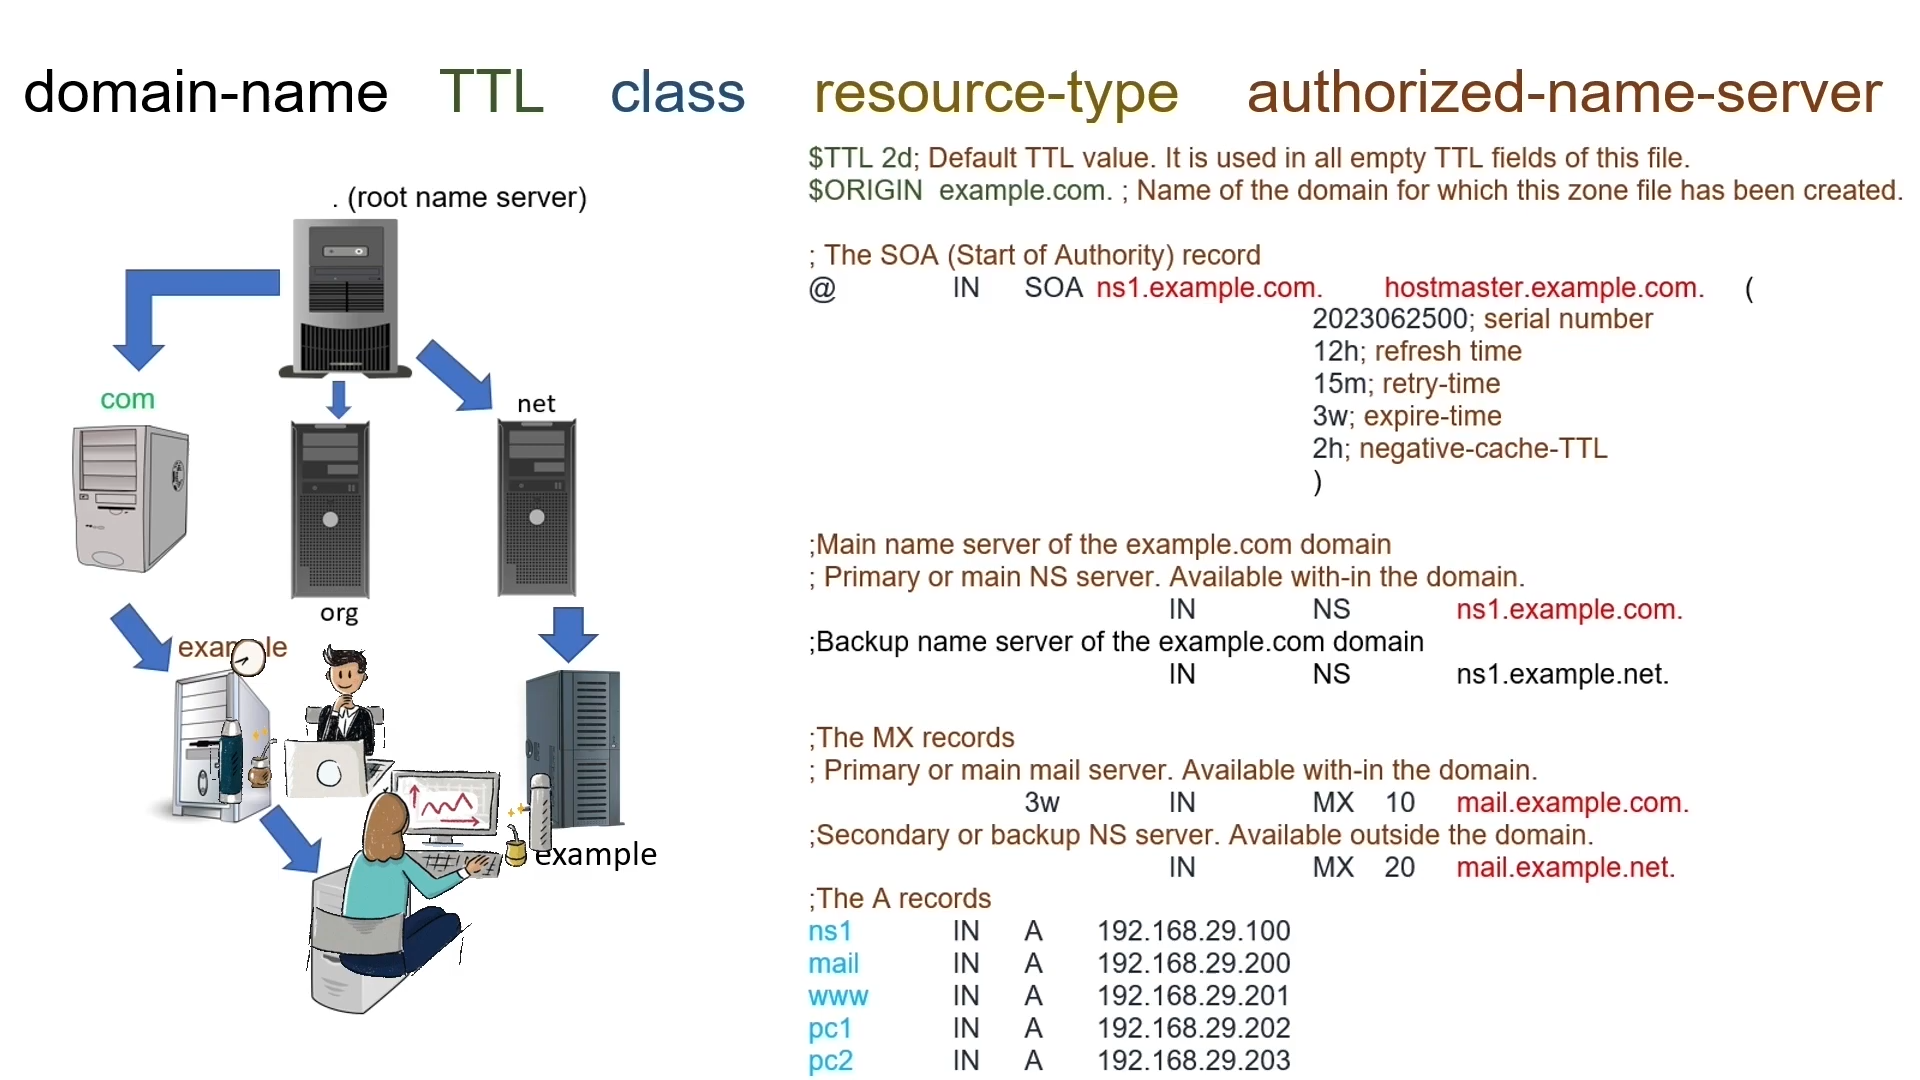 domain-name TTL class resource-type authorized-name-server
. (root name server)
com
net
org
example
example
$TTL 2d; Default TTL value. It is used in all empty TTL fields of this file.
$ORIGIN example.com. ; Name of the domain for which this zone file has been created.
; The SOA (Start of Authority) record
@ IN SOA ns1.example.com. hostmaster.example.com. (
2023062500; serial number
12h; refresh time
15m; retry-time
3w; expire-time
2h; negative-cache-TTL
)
;Main name server of the example.com domain
; Primary or main NS server. Available with-in the domain.
IN NS ns1.example.com.
;Backup name server of the example.com domain
IN NS ns1.example.net.
;The MX records
; Primary or main mail server. Available with-in the domain.
3w IN MX 10 mail.example.com.
;Secondary or backup NS server. Available outside the domain.
IN MX 20 mail.example.net.
;The A records
ns1 IN A 192.168.29.100
mail IN A 192.168.29.200
www IN A 192.168.29.201
pc1 IN A 192.168.29.202
pc2 IN A 192.168.29.203